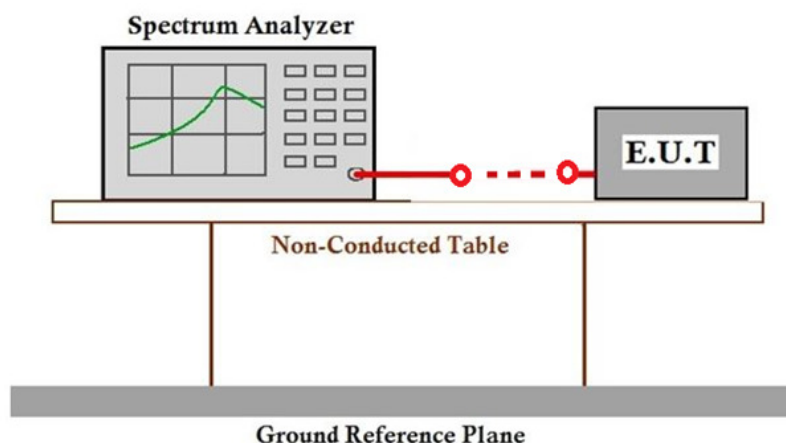 Spectrum Analyzer
E.U.T
Non-Conducted Table
Ground Reference Plane